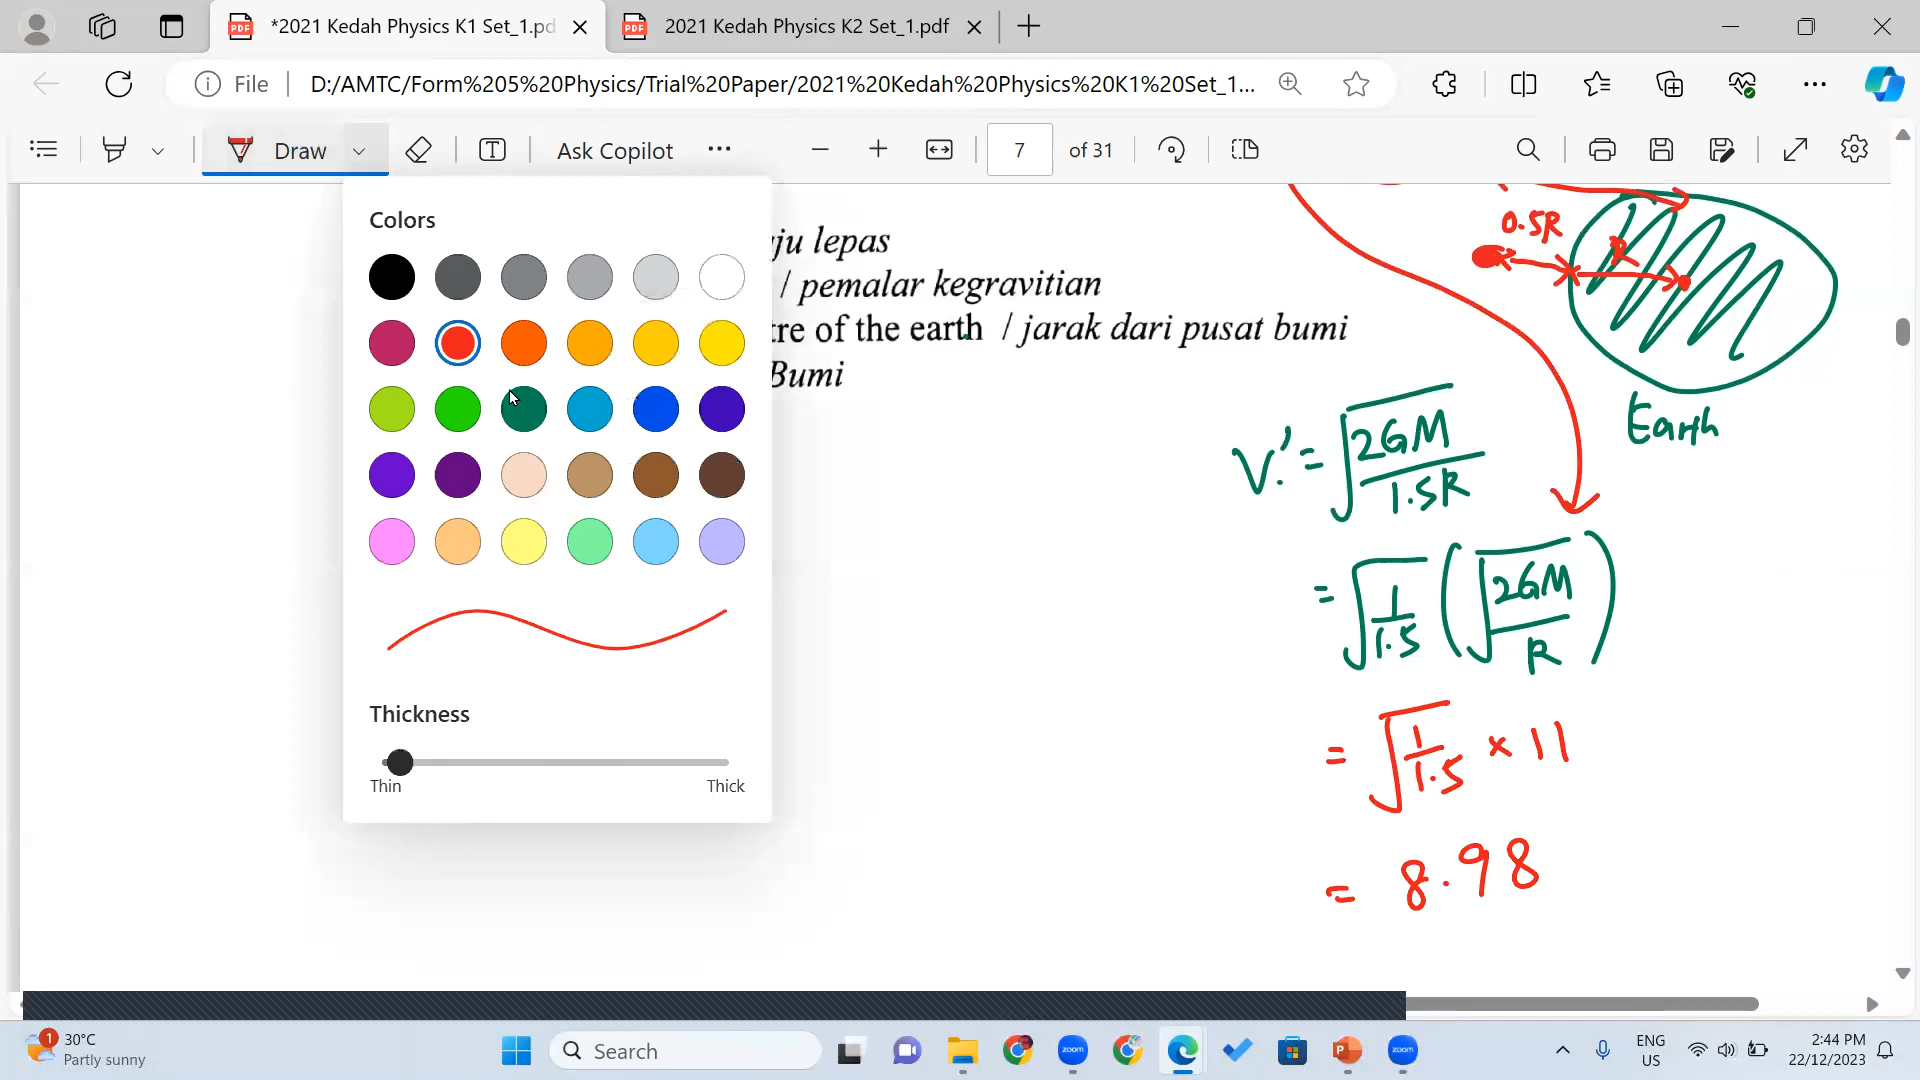 *2021 Kedah Physics K1 Set_1.pd
2021 Kedah Physics K2 Set_1.pdf
File
D:/AMTC/Form%205%20Physics/Trial%20Paper/2021%20Kedah%20Physics%20K1%20Set_1...
Draw
Ask Copilot
7 of 31
Colors
ju lepas
/ pemalar kegravitian
tre of the earth / jarak dari pusat bumi
Bumi
Thickness
Thin
Thick
0.5R
R
Earth
V.' = √2GM/1.5R
= √1/1.5 (√2GM/R)
= √1/1.5 × 11
= 8.98
1
30°C
Partly sunny
Search
zoom
zoom
ENG
US
2:44 PM
22/12/2023